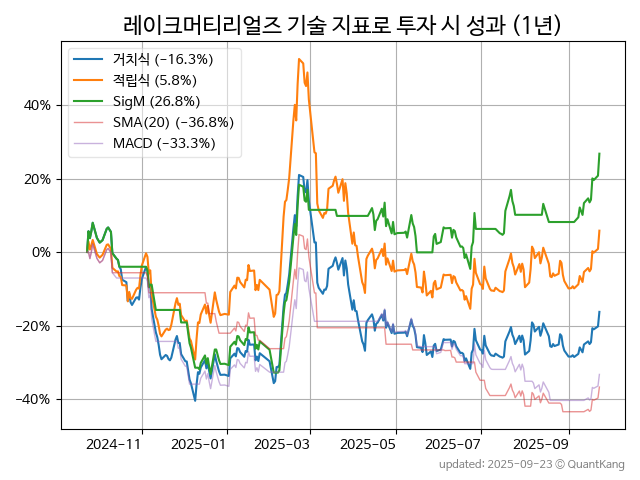 레이크머티리얼즈 기술 지표로 투자 시 성과 (1년)
거치식 (−16.3%)
적립식 (5.8%)
SigM (26.8%)
SMA(20) (−36.8%)
MACD (−33.3%)
40%
20%
0%
−20%
−40%
2024-11 2025-01 2025-03 2025-05 2025-07 2025-09
updated: 2025-09-23 © QuantKang